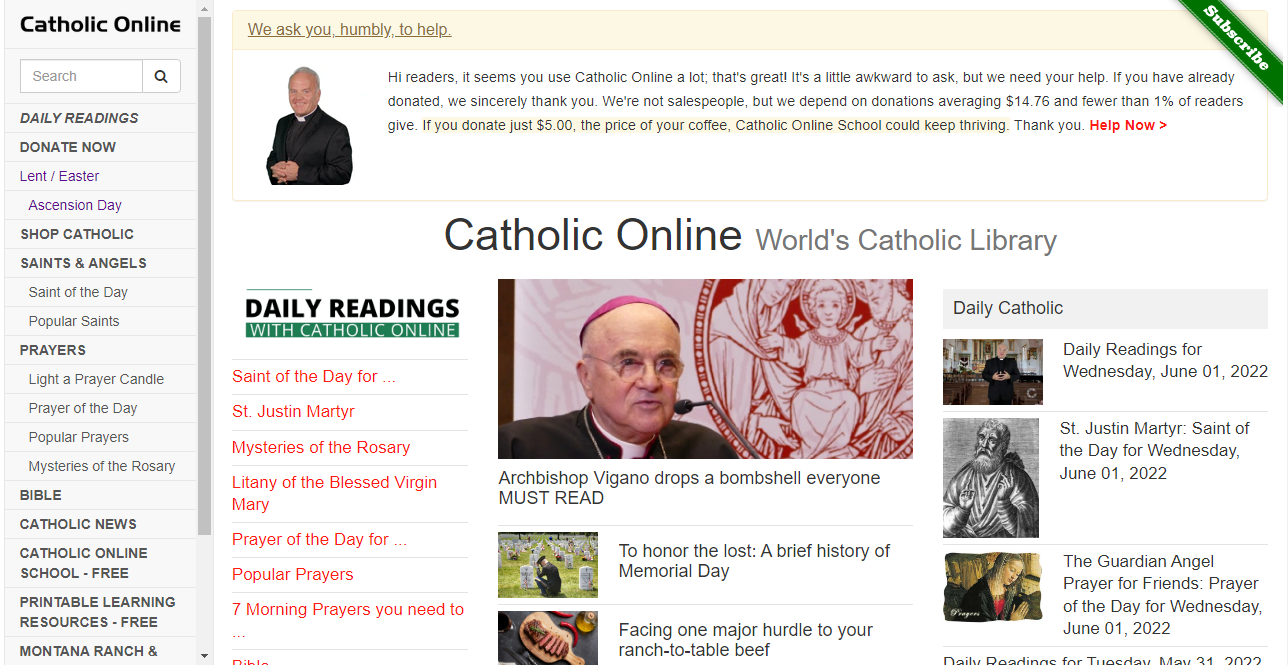 Catholic Online
Search
DAILY READINGS
DONATE NOW
Lent / Easter
Ascension Day
SHOP CATHOLIC
SAINTS & ANGELS
Saint of the Day
Popular Saints
PRAYERS
Light a Prayer Candle
Prayer of the Day
Popular Prayers
Mysteries of the Rosary
BIBLE
CATHOLIC NEWS
CATHOLIC ONLINE
SCHOOL - FREE
PRINTABLE LEARNING
RESOURCES - FREE
MONTANA RANCH &
We ask you, humbly, to help.
Subscribe
Hi readers, it seems you use Catholic Online a lot; that's great! It's a little awkward to ask, but we need your help. If you have already
donated, we sincerely thank you. We're not salespeople, but we depend on donations averaging $14.76 and fewer than 1% of readers
give. If you donate just $5.00, the price of your coffee, Catholic Online School could keep thriving. Thank you. Help Now >
Catholic Online World's Catholic Library
DAILY READINGS
WITH CATHOLIC ONLINE
Saint of the Day for ...
St. Justin Martyr
Mysteries of the Rosary
Litany of the Blessed Virgin
Mary
Prayer of the Day for ...
Popular Prayers
7 Morning Prayers you need to
...
Bible
Archbishop Vigano drops a bombshell everyone
MUST READ
To honor the lost: A brief history of
Memorial Day
Facing one major hurdle to your
ranch-to-table beef
Daily Catholic
Daily Readings for
Wednesday, June 01, 2022
St. Justin Martyr: Saint of
the Day for Wednesday,
June 01, 2022
Prayers
The Guardian Angel
Prayer for Friends: Prayer
of the Day for Wednesday,
June 01, 2022
Daily Readings for Tuesday, May 31, 2022